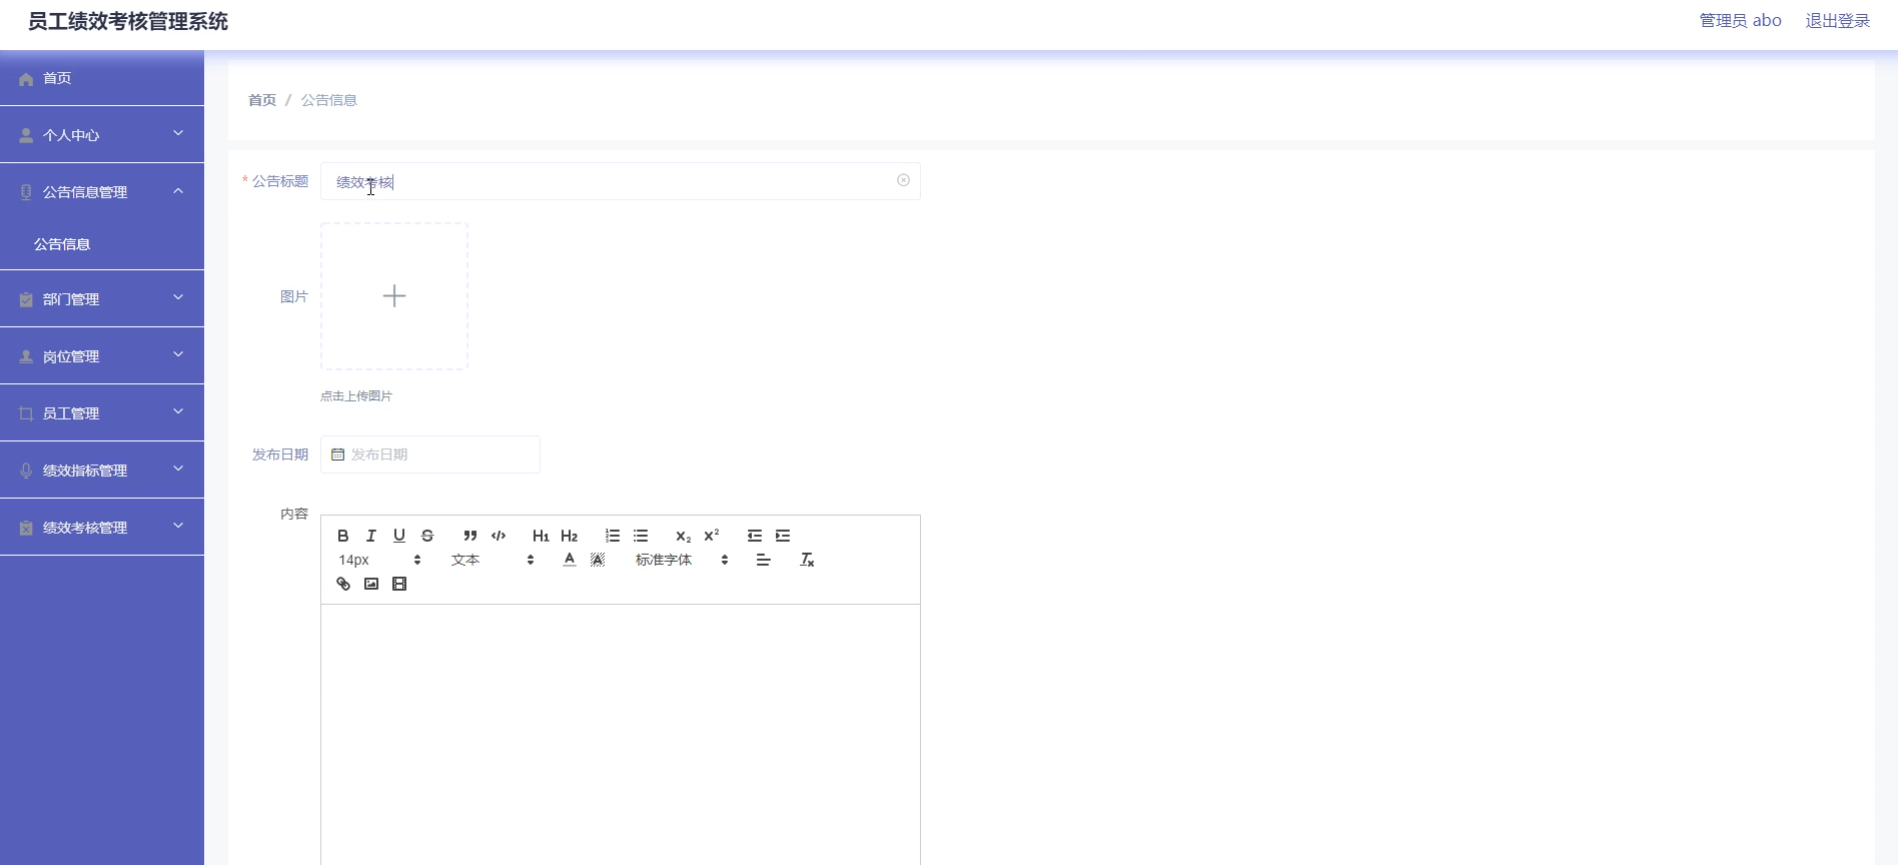 员工绩效考核管理系统
管理员 abo 退出登录
首页
个人中心
公告信息管理
公告信息
部门管理
岗位管理
员工管理
绩效指标管理
绩效考核管理
首页 / 公告信息
* 公告标题 绩效考核
图片
点击上传图片
发布日期 发布日期
内容
B I U S ” </> H1 H2 x₂ x²
14px 文本 A A 标准字体 Tx